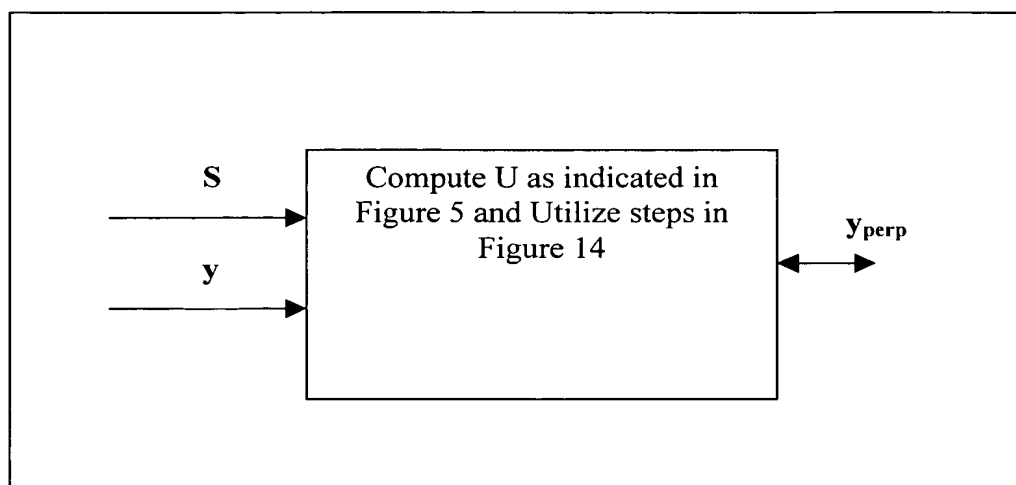 S
y
Compute U as indicated in
Figure 5 and Utilize steps in
Figure 14
yperp